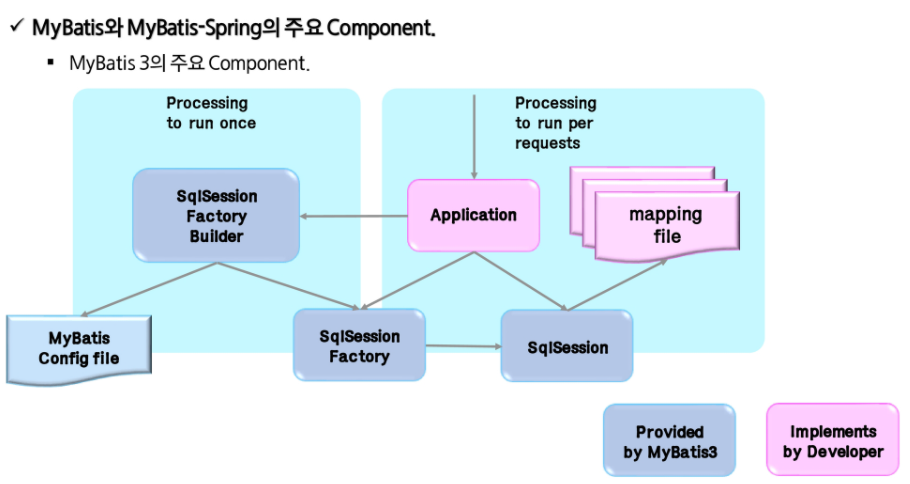 ✓ MyBatis와 MyBatis-Spring의 주요 Component.
▪ MyBatis 3의 주요 Component.
Processing
to run once
Processing
to run per
requests
SqlSession
Factory
Builder
Application
mapping
file
MyBatis
Config file
SqlSession
Factory
SqlSession
Provided
by MyBatis3
Implements
by Developer